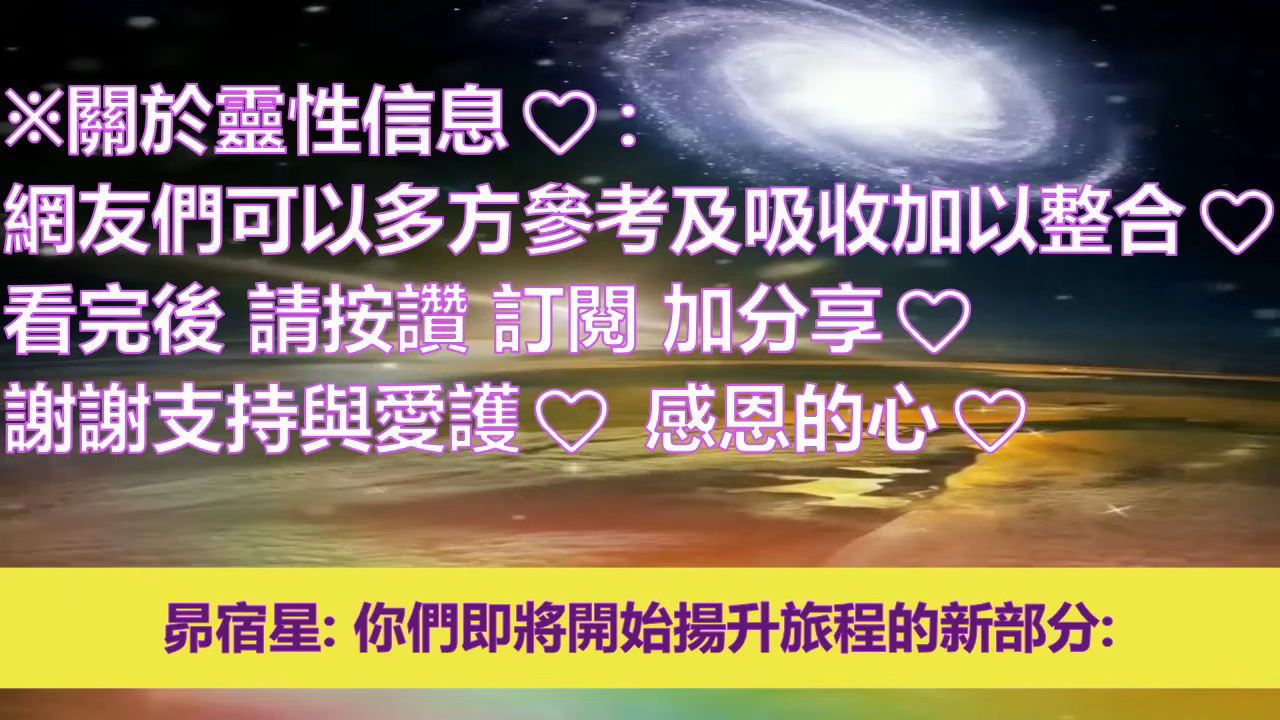 ※關於靈性信息♡:
網友們可以多方參考及吸收加以整合♡
看完後 請按讚 訂閱 加分享♡
謝謝支持與愛護♡ 感恩的心♡
昴宿星: 你們即將開始揚升旅程的新部分: